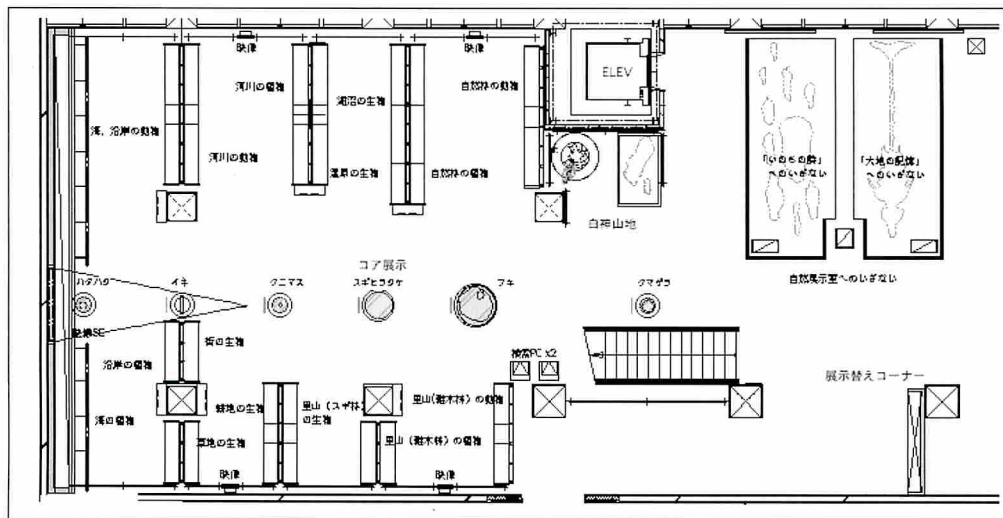 映像
映像
ELEV
河川の植物
湖沼の生物
自然林の動物
海、沿岸の動物
河川の動物
湿原の生物
自然林の植物
「いのちの詩」
へのいざない
「大地の記憶」
へのいざない
白神山地
自然展示室へのいざない
コア展示
ハタハタ
イネ
クニマス
スギヒラタケ
フキ
クマゲラ
映像SE
沿岸の植物
街の生物
検索PC x2
展示替えコーナー
海の植物
耕地の生物
里山(スギ林)
の生物
里山(雑木林)の動物
草地の生物
里山(雑木林)の植物
映像
映像